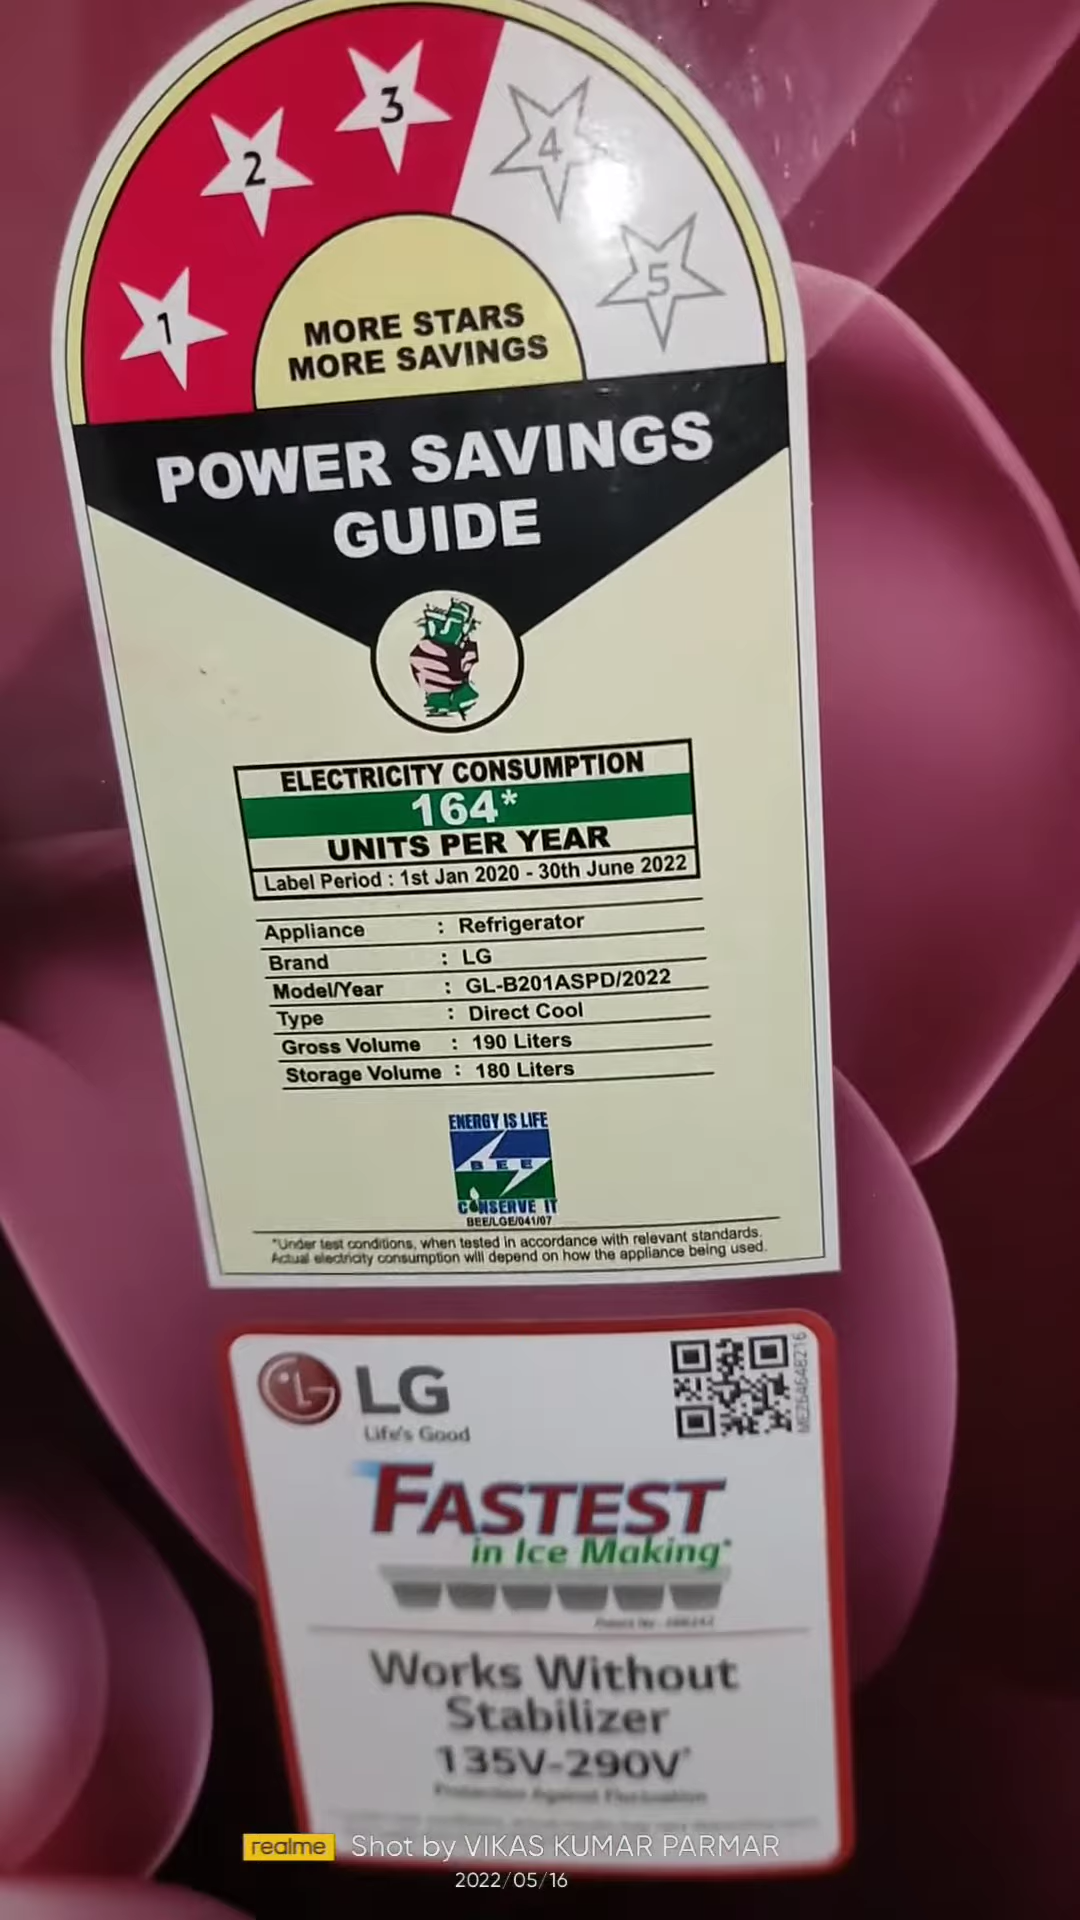 1
2
3
4
5
MORE STARS
MORE SAVINGS
POWER SAVINGS
GUIDE
ELECTRICITY CONSUMPTION
164*
UNITS PER YEAR
Label Period : 1st Jan 2020 - 30th June 2022
Appliance : Refrigerator
Brand : LG
Model/Year : GL-B201ASPD/2022
Type : Direct Cool
Gross Volume : 190 Liters
Storage Volume : 180 Liters
ENERGY IS LIFE
BEE
CONSERVE IT
BEE/LGE/041/07
*Under test conditions, when tested in accordance with relevant standards.
Actual electricity consumption will depend on how the appliance being used.
LG
Life's Good
MEZ64648216
FASTEST
in Ice Making*
Works Without
Stabilizer
135V-290V*
Protection Against Fluctuation
realme Shot by VIKAS KUMAR PARMAR
2022/05/16